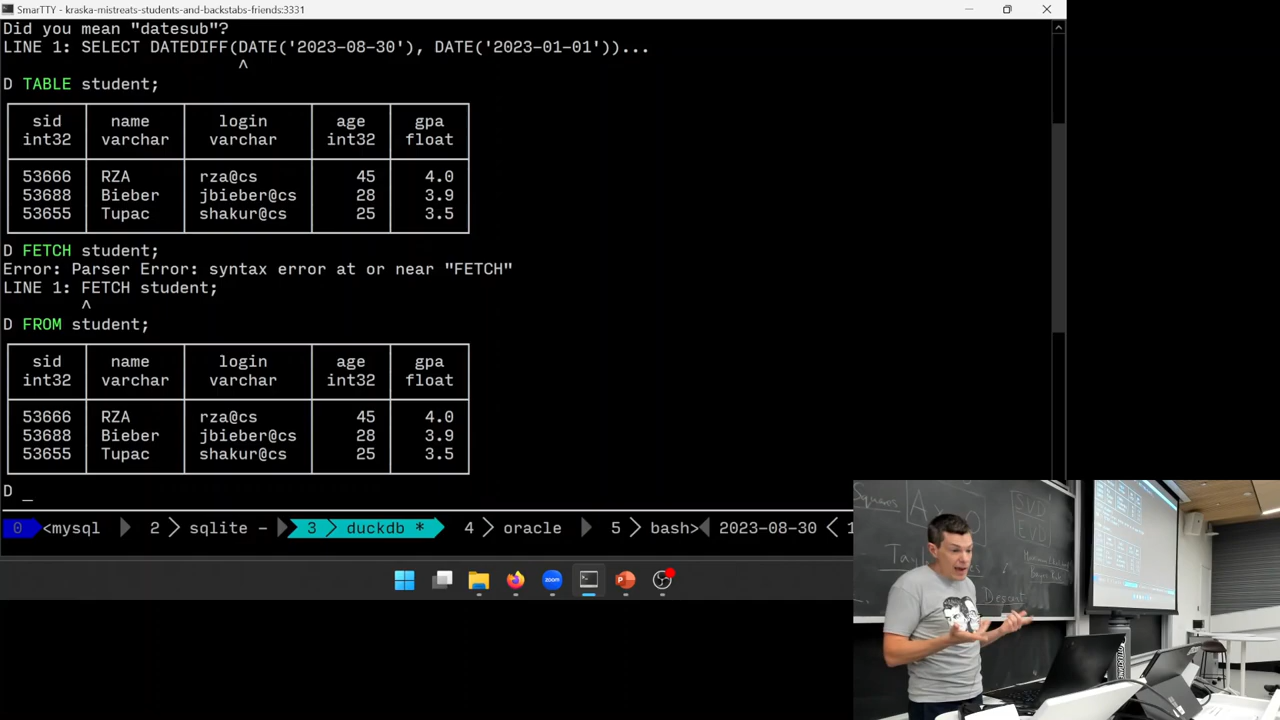 SmarTTY - kraska-mistreats-students-and-backstabs-friends:3331
Did you mean "datesub"?
LINE 1: SELECT DATEDIFF(DATE('2023-08-30'), DATE('2023-01-01'))...
^
D TABLE student;
sid name login age gpa
int32 varchar varchar int32 float
53666 RZA rza@cs 45 4.0
53688 Bieber jbieber@cs 28 3.9
53655 Tupac shakur@cs 25 3.5
D FETCH student;
Error: Parser Error: syntax error at or near "FETCH"
LINE 1: FETCH student;
^
D FROM student;
sid name login age gpa
int32 varchar varchar int32 float
53666 RZA rza@cs 45 4.0
53688 Bieber jbieber@cs 28 3.9
53655 Tupac shakur@cs 25 3.5
D _
0 <mysql 2 > sqlite - 3 > duckdb * 4 > oracle 5 > bash> 2023-08-30 < 1
zoom
Squares
SVD
EVD
Descent